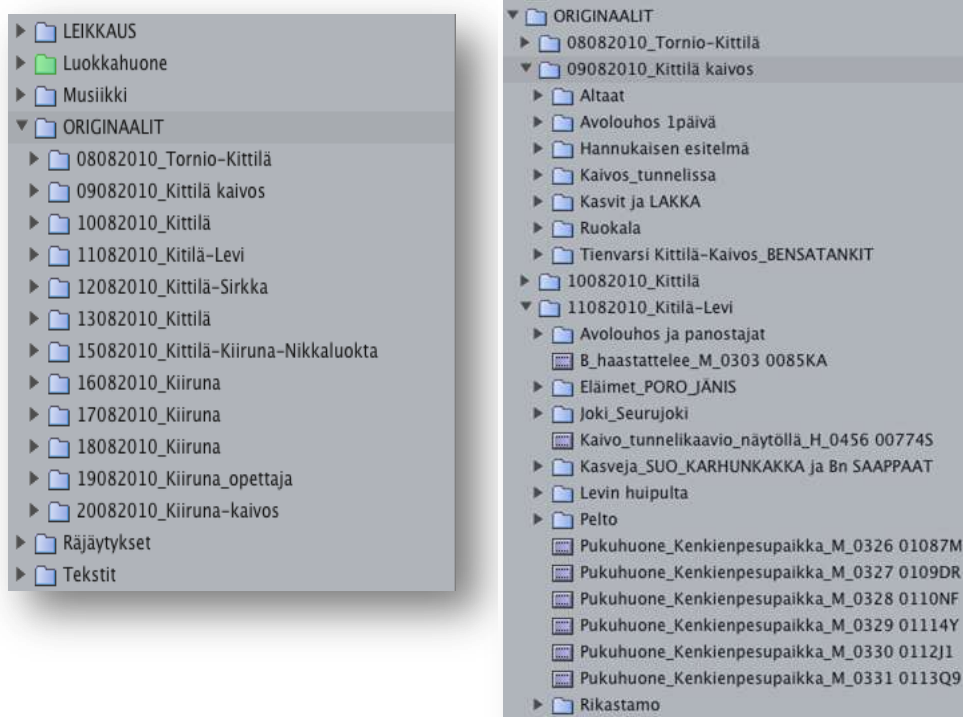 LEIKKAUS
Luokkahuone
Musiikki
ORIGINAALIT
08082010_Tornio-Kittilä
09082010_Kittilä kaivos
10082010_Kittilä
11082010_Kitilä-Levi
12082010_Kittilä-Sirkka
13082010_Kittilä
15082010_Kittilä-Kiiruna-Nikkaluokta
16082010_Kiiruna
17082010_Kiiruna
18082010_Kiiruna
19082010_Kiiruna_opettaja
20082010_Kiiruna-kaivos
Räjäytykset
Tekstit
ORIGINAALIT
08082010_Tornio-Kittilä
09082010_Kittilä kaivos
Altaat
Avolouhos 1päivä
Hannukaisen esitelmä
Kaivos_tunnelissa
Kasvit ja LAKKA
Ruokala
Tienvarsi Kittilä-Kaivos_BENSATANKIT
10082010_Kittilä
11082010_Kitilä-Levi
Avolouhos ja panostajat
B_haastattelee_M_0303 0085KA
Eläimet_PORO_JÄNIS
Joki_Seurujoki
Kaivo_tunnelikaavio_näytöllä_H_0456 00774S
Kasveja_SUO_KARHUNKAKKA ja Bn SAAPPAAT
Levin huipulta
Pelto
Pukuhuone_Kenkienpesupaikka_M_0326 01087M
Pukuhuone_Kenkienpesupaikka_M_0327 0109DR
Pukuhuone_Kenkienpesupaikka_M_0328 0110NF
Pukuhuone_Kenkienpesupaikka_M_0329 01114Y
Pukuhuone_Kenkienpesupaikka_M_0330 0112J1
Pukuhuone_Kenkienpesupaikka_M_0331 0113Q9
Rikastamo